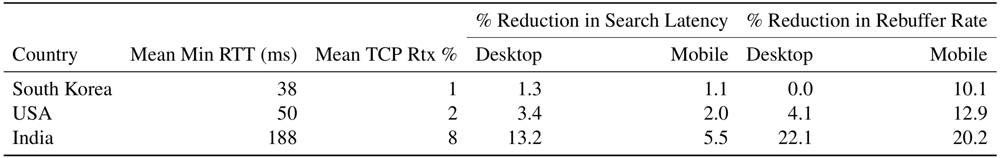 % Reduction in Search Latency % Reduction in Rebuffer Rate
Country Mean Min RTT (ms) Mean TCP Rtx % Desktop Mobile Desktop Mobile
South Korea 38 1 1.3 1.1 0.0 10.1
USA 50 2 3.4 2.0 4.1 12.9
India 188 8 13.2 5.5 22.1 20.2